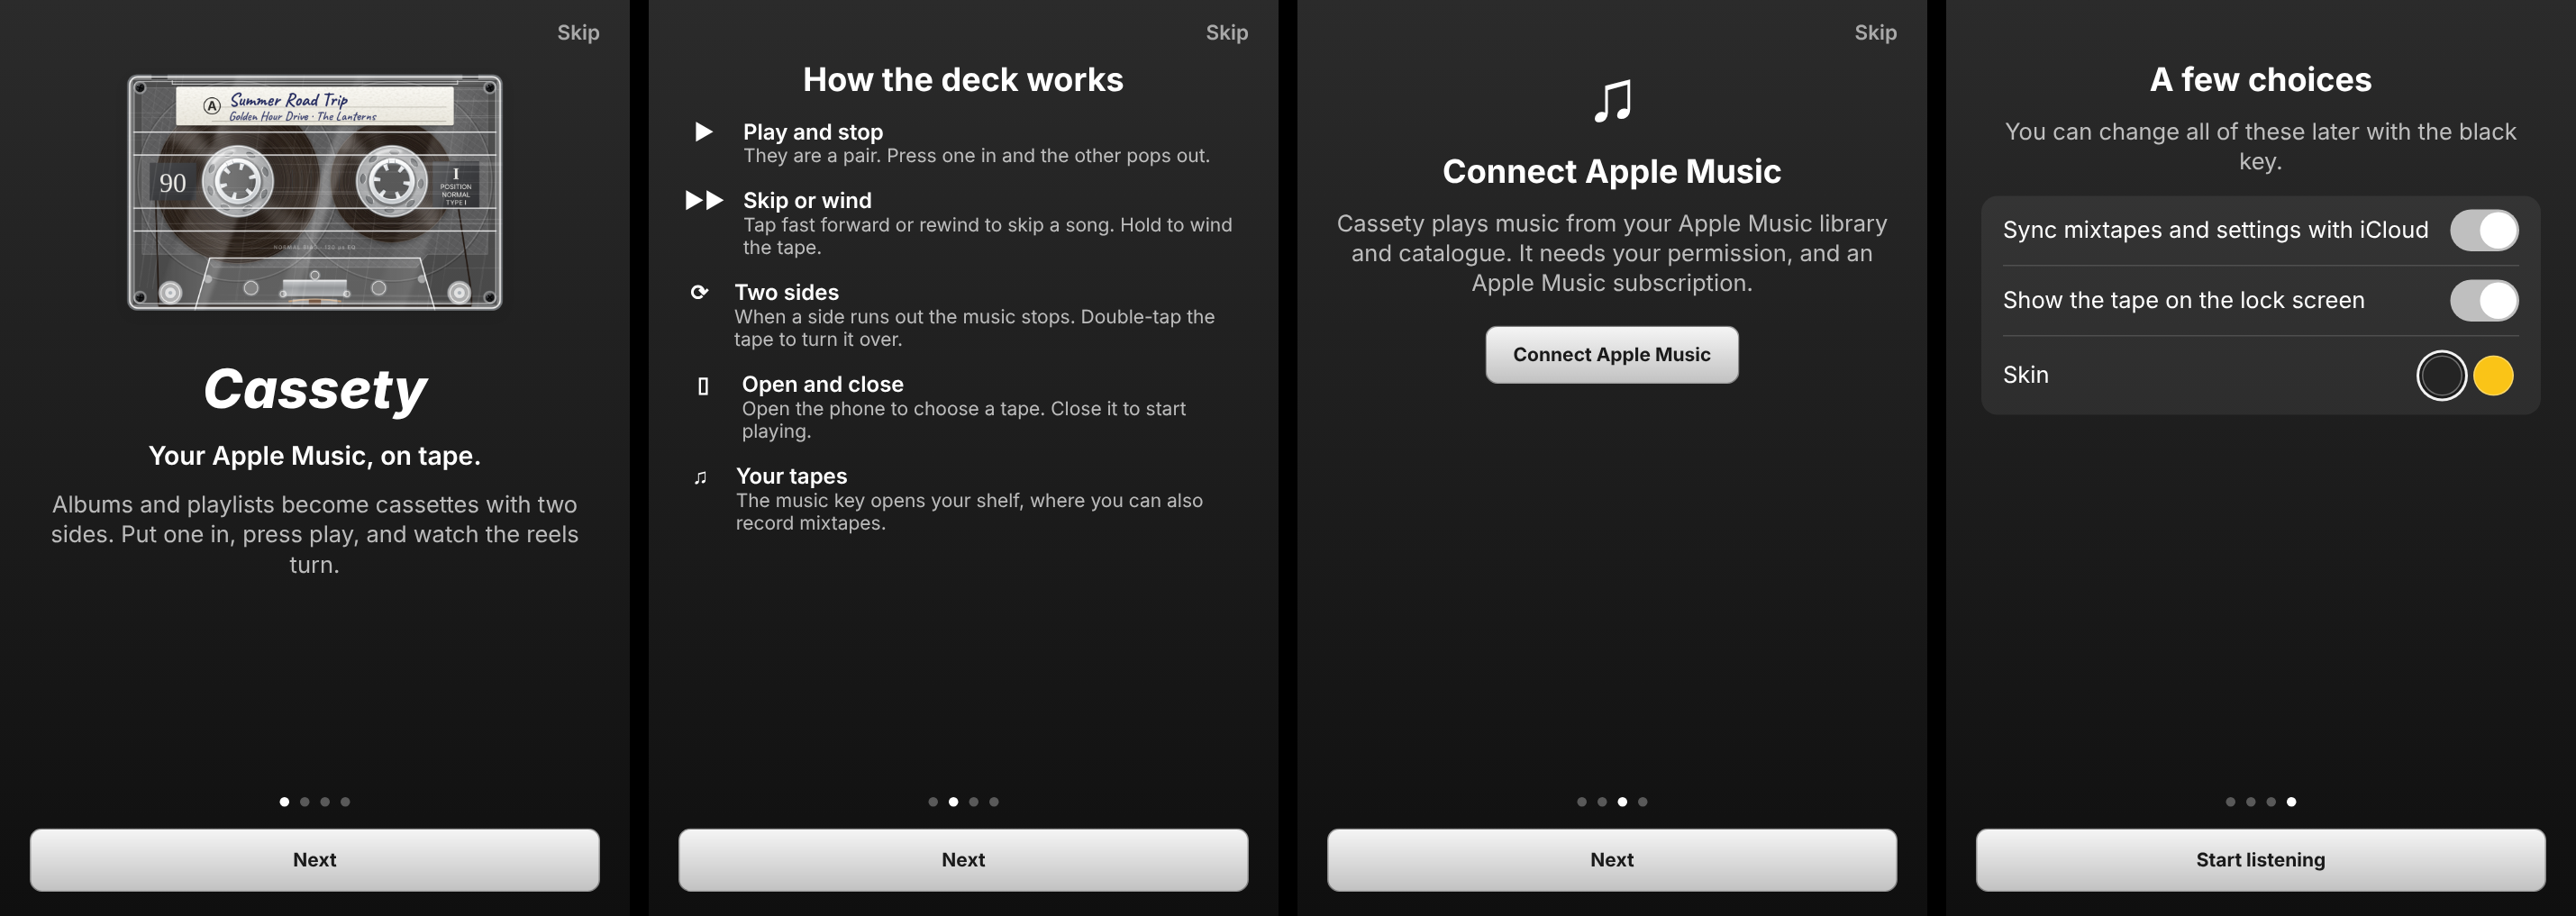 Skip
A Summer Road Trip
Golden Hour Drive · The Lanterns
90
I
POSITION
NORMAL
TYPE I
Cassety
Your Apple Music, on tape.
Albums and playlists become cassettes with two
sides. Put one in, press play, and watch the reels
turn.
Next
Skip
How the deck works
Play and stop
They are a pair. Press one in and the other pops out.
Skip or wind
Tap fast forward or rewind to skip a song. Hold to wind
the tape.
Two sides
When a side runs out the music stops. Double-tap the
tape to turn it over.
Open and close
Open the phone to choose a tape. Close it to start
playing.
Your tapes
The music key opens your shelf, where you can also
record mixtapes.
Next
Skip
Connect Apple Music
Cassety plays music from your Apple Music library
and catalogue. It needs your permission, and an
Apple Music subscription.
Connect Apple Music
Next
A few choices
You can change all of these later with the black
key.
Sync mixtapes and settings with iCloud
Show the tape on the lock screen
Skin
Start listening